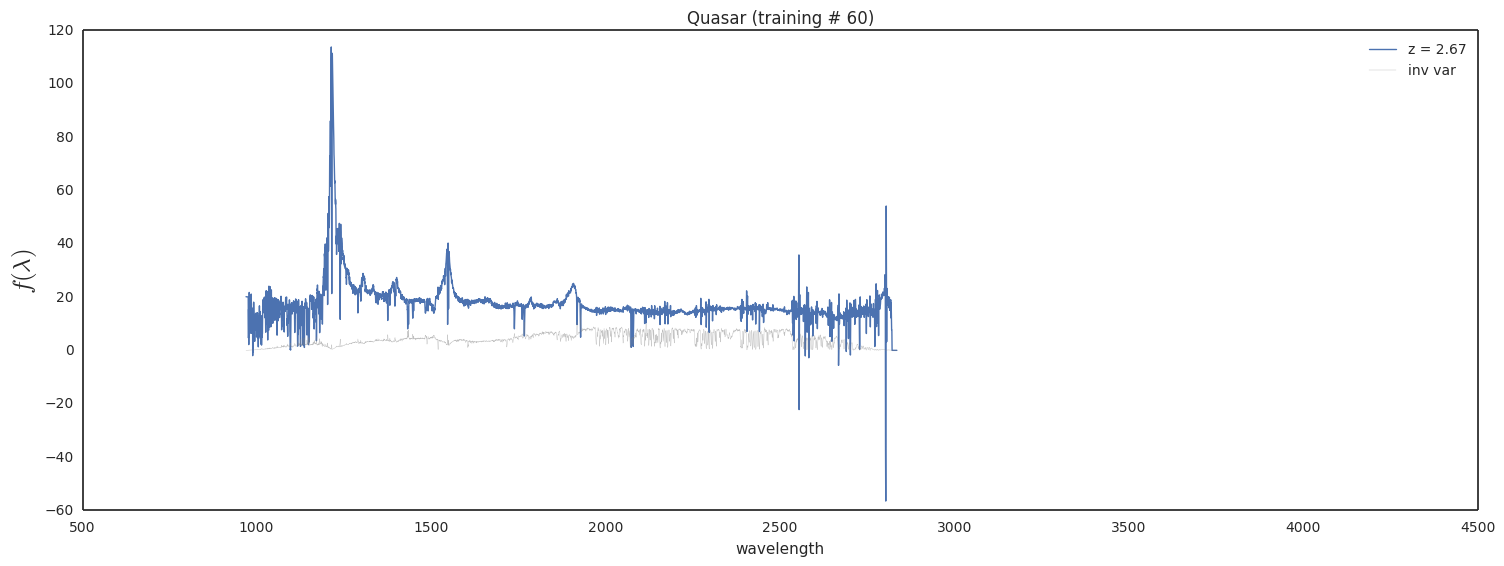 Quasar (training # 60)
z = 2.67
inv var
120
100
80
60
40
20
0
−20
−40
−60
f(λ)
500 1000 1500 2000 2500 3000 3500 4000 4500
wavelength